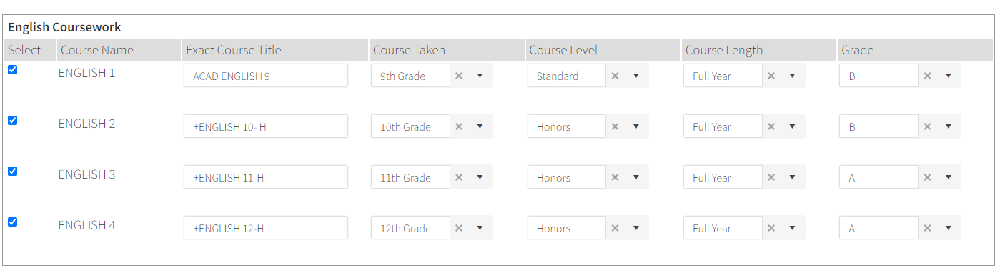 English Coursework
Select Course Name Exact Course Title Course Taken Course Level Course Length Grade
ENGLISH 1 ACAD ENGLISH 9 9th Grade Standard Full Year B+
ENGLISH 2 +ENGLISH 10- H 10th Grade Honors Full Year B
ENGLISH 3 +ENGLISH 11-H 11th Grade Honors Full Year A-
ENGLISH 4 +ENGLISH 12-H 12th Grade Honors Full Year A